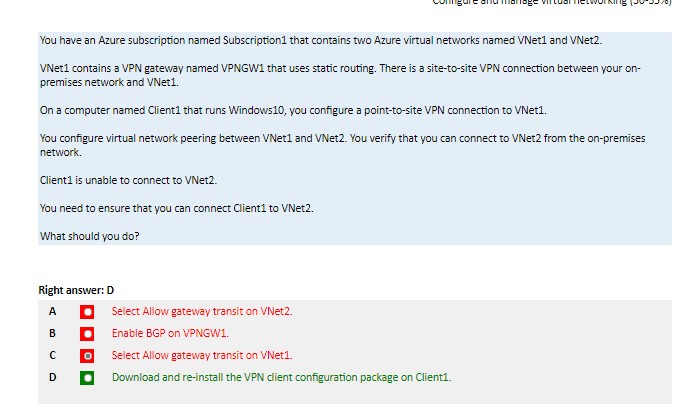 Configure and manage virtual networking (30-35%)
You have an Azure subscription named Subscription1 that contains two Azure virtual networks named VNet1 and VNet2.
VNet1 contains a VPN gateway named VPNGW1 that uses static routing. There is a site-to-site VPN connection between your on-
premises network and VNet1.
On a computer named Client1 that runs Windows10, you configure a point-to-site VPN connection to VNet1.
You configure virtual network peering between VNet1 and VNet2. You verify that you can connect to VNet2 from the on-premises
network.
Client1 is unable to connect to VNet2.
You need to ensure that you can connect Client1 to VNet2.
What should you do?
Right answer: D
A Select Allow gateway transit on VNet2.
B Enable BGP on VPNGW1.
C Select Allow gateway transit on VNet1.
D Download and re-install the VPN client configuration package on Client1.